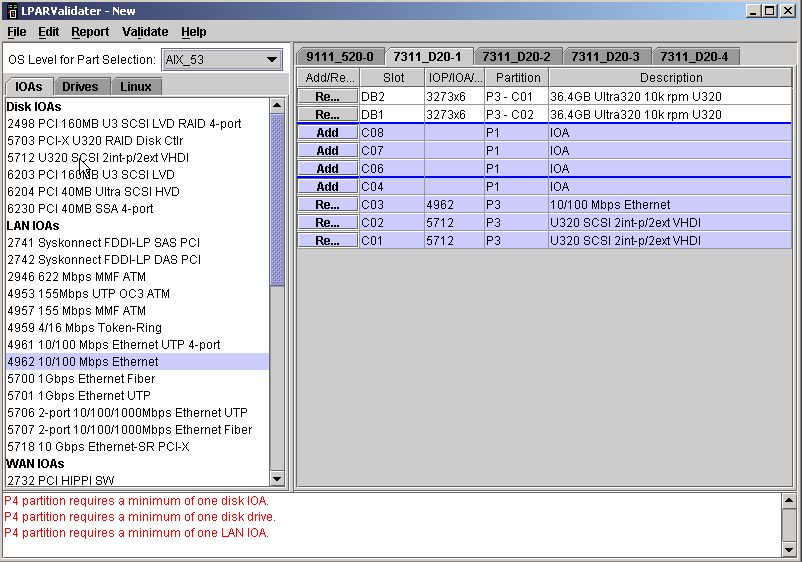 LPARValidater - New
File Edit Report Validate Help
OS Level for Part Selection: AIX_53
IOAs Drives Linux
Disk IOAs
2498 PCI 160MB U3 SCSI LVD RAID 4-port
5703 PCI-X U320 RAID Disk Ctlr
5712 U320 SCSI 2int-p/2ext VHDI
6203 PCI 160MB U3 SCSI LVD
6204 PCI 40MB Ultra SCSI HVD
6230 PCI 40MB SSA 4-port
LAN IOAs
2741 Syskonnect FDDI-LP SAS PCI
2742 Syskonnect FDDI-LP DAS PCI
2946 622 Mbps MMF ATM
4953 155Mbps UTP OC3 ATM
4957 155 Mbps MMF ATM
4959 4/16 Mbps Token-Ring
4961 10/100 Mbps Ethernet UTP 4-port
4962 10/100 Mbps Ethernet
5700 1Gbps Ethernet Fiber
5701 1Gbps Ethernet UTP
5706 2-port 10/100/1000Mbps Ethernet UTP
5707 2-port 10/100/1000Mbps Ethernet Fiber
5718 10 Gbps Ethernet-SR PCI-X
WAN IOAs
2732 PCI HIPPI SW
9111_520-0 7311_D20-1 7311_D20-2 7311_D20-3 7311_D20-4
Add/Re... Slot IOP/IOA/... Partition Description
Re... DB2 3273x6 P3 - C01 36.4GB Ultra320 10k rpm U320
Re... DB1 3273x6 P3 - C02 36.4GB Ultra320 10k rpm U320
Add C08 P1 IOA
Add C07 P1 IOA
Add C06 P1 IOA
Add C04 P1 IOA
Re... C03 4962 P3 10/100 Mbps Ethernet
Re... C02 5712 P3 U320 SCSI 2int-p/2ext VHDI
Re... C01 5712 P3 U320 SCSI 2int-p/2ext VHDI
P4 partition requires a minimum of one disk IOA.
P4 partition requires a minimum of one disk drive.
P4 partition requires a minimum of one LAN IOA.